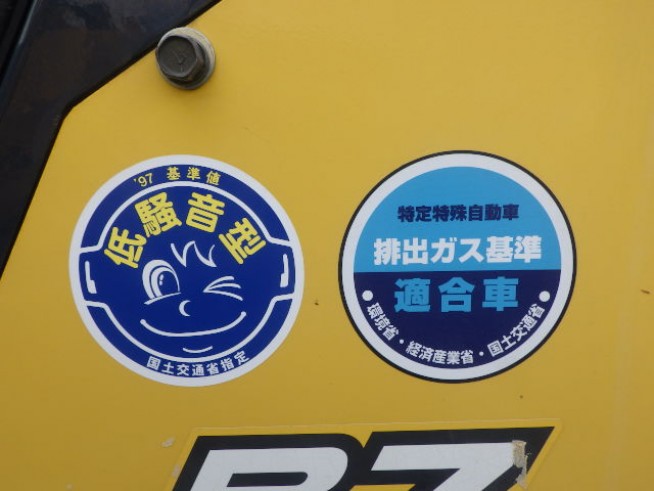 '97 基準値
低騒音型
国土交通省指定
特定特殊自動車
排出ガス基準
適合車
●環境省・経済産業省・国土交通省●